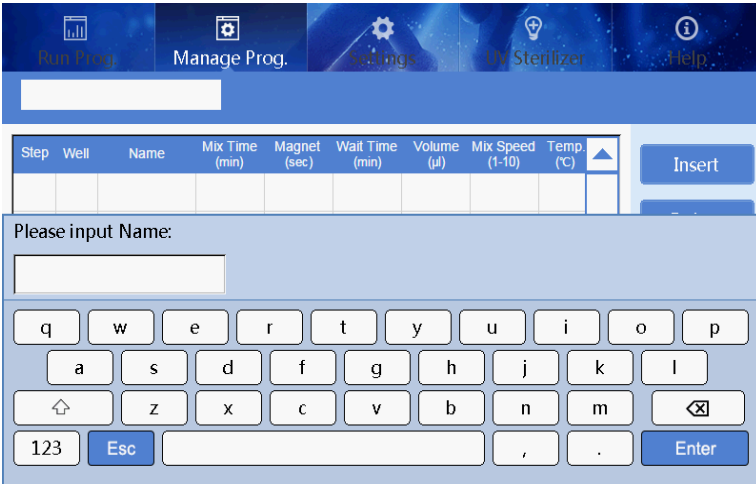 Run Prog. Manage Prog. Settings UV Sterilizer Help
Step Well Name Mix Time (min) Magnet (sec) Wait Time (min) Volume (μl) Mix Speed (1-10) Temp. (℃)
Insert
Please input Name:
q w e r t y u i o p
a s d f g h j k l
z x c v b n m
123 Esc , . Enter